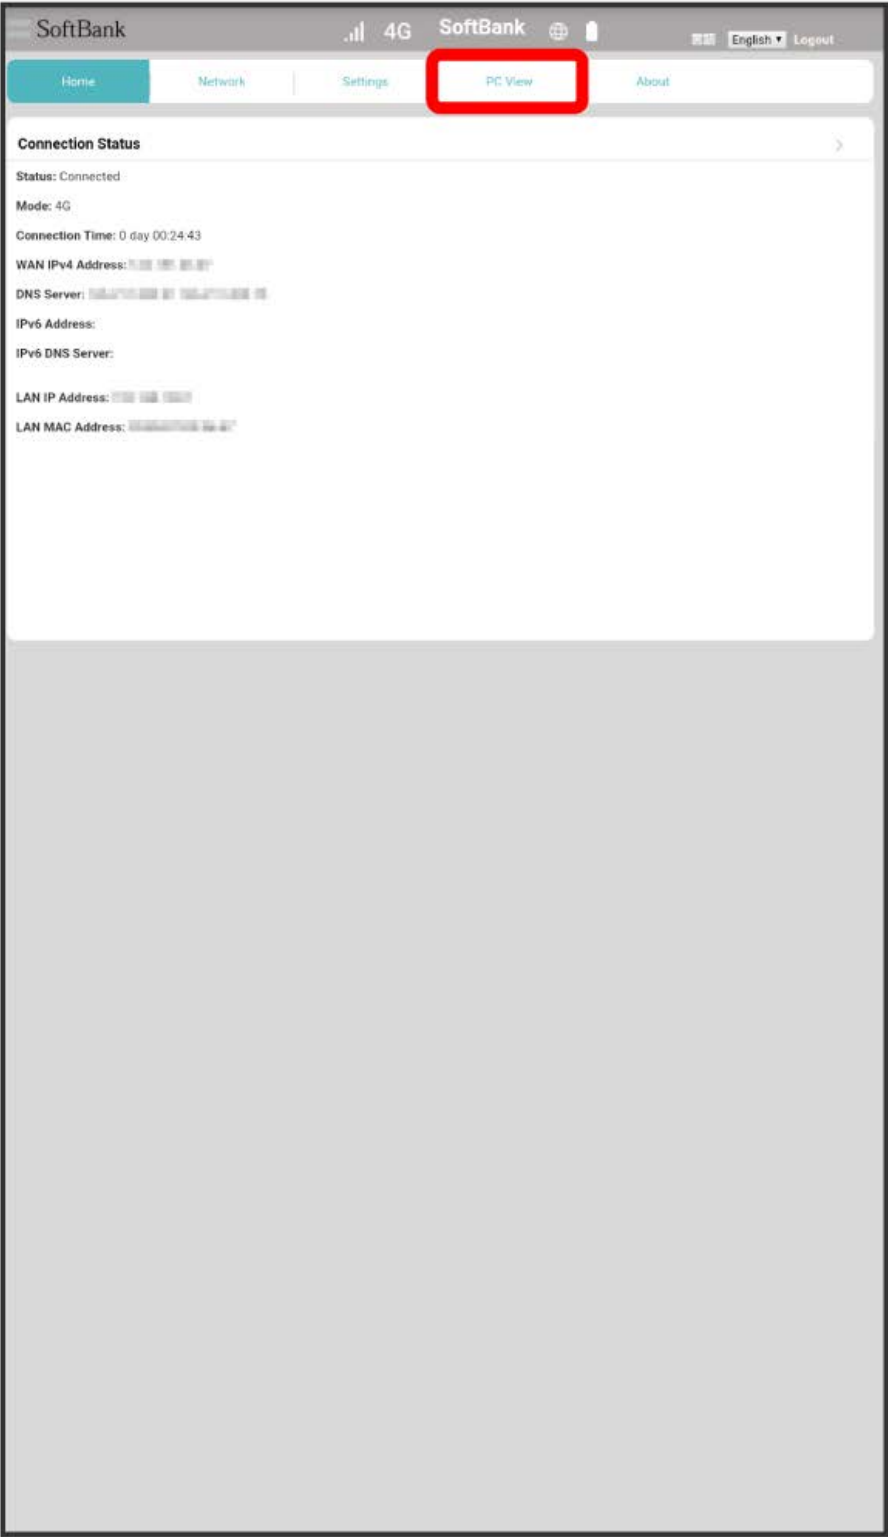 SoftBank 4G SoftBank 言語 English Logout
Home Network Settings PC View About
Connection Status
Status: Connected
Mode: 4G
Connection Time: 0 day 00:24:43
WAN IPv4 Address:
DNS Server:
IPv6 Address:
IPv6 DNS Server:
LAN IP Address:
LAN MAC Address: